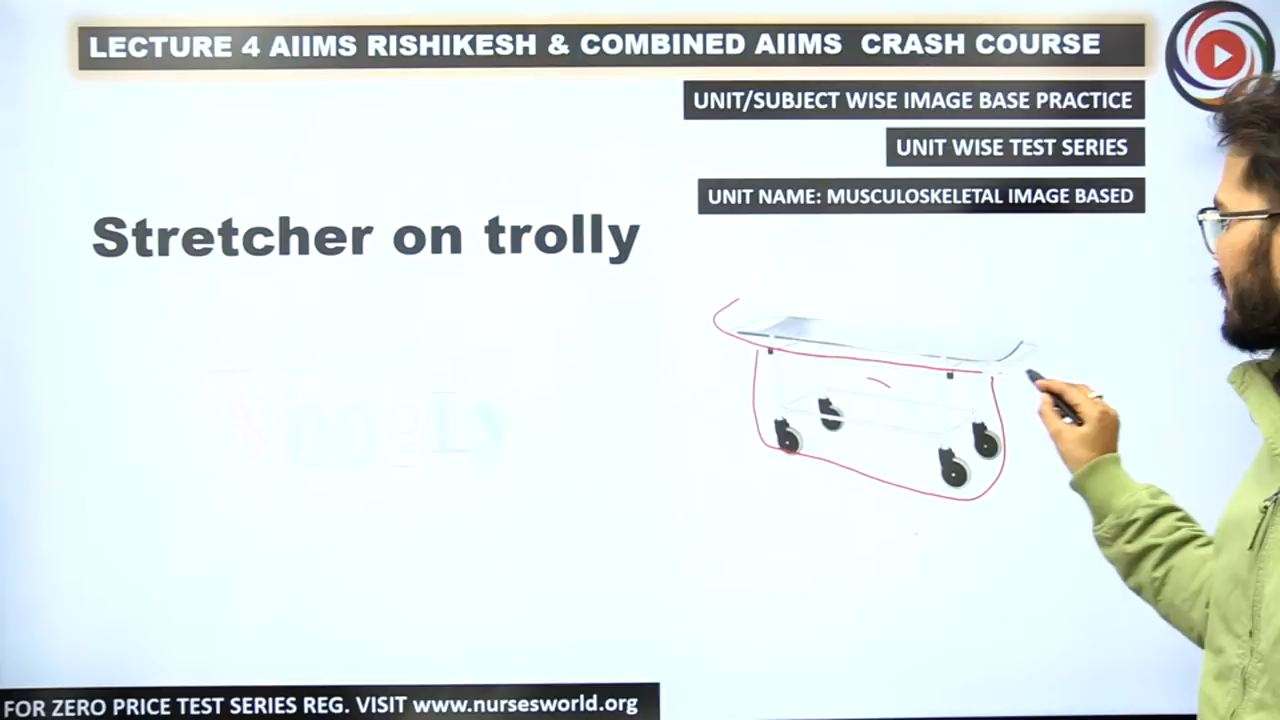 LECTURE 4 AIIMS RISHIKESH & COMBINED AIIMS CRASH COURSE
UNIT/SUBJECT WISE IMAGE BASE PRACTICE
UNIT WISE TEST SERIES
UNIT NAME: MUSCULOSKELETAL IMAGE BASED
Stretcher on trolly
FOR ZERO PRICE TEST SERIES REG. VISIT www.nursesworld.org